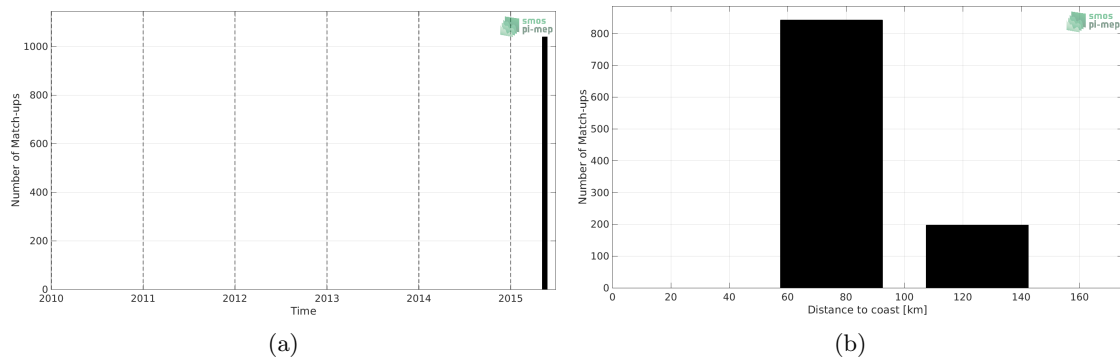 smos
pi-mep
Number of Match-ups
1000
800
600
400
200
0
2010 2011 2012 2013 2014 2015
Time
(a)
smos
pi-mep
Number of Match-ups
800
700
600
500
400
300
200
100
0
0 20 40 60 80 100 120 140 160
Distance to coast [km]
(b)